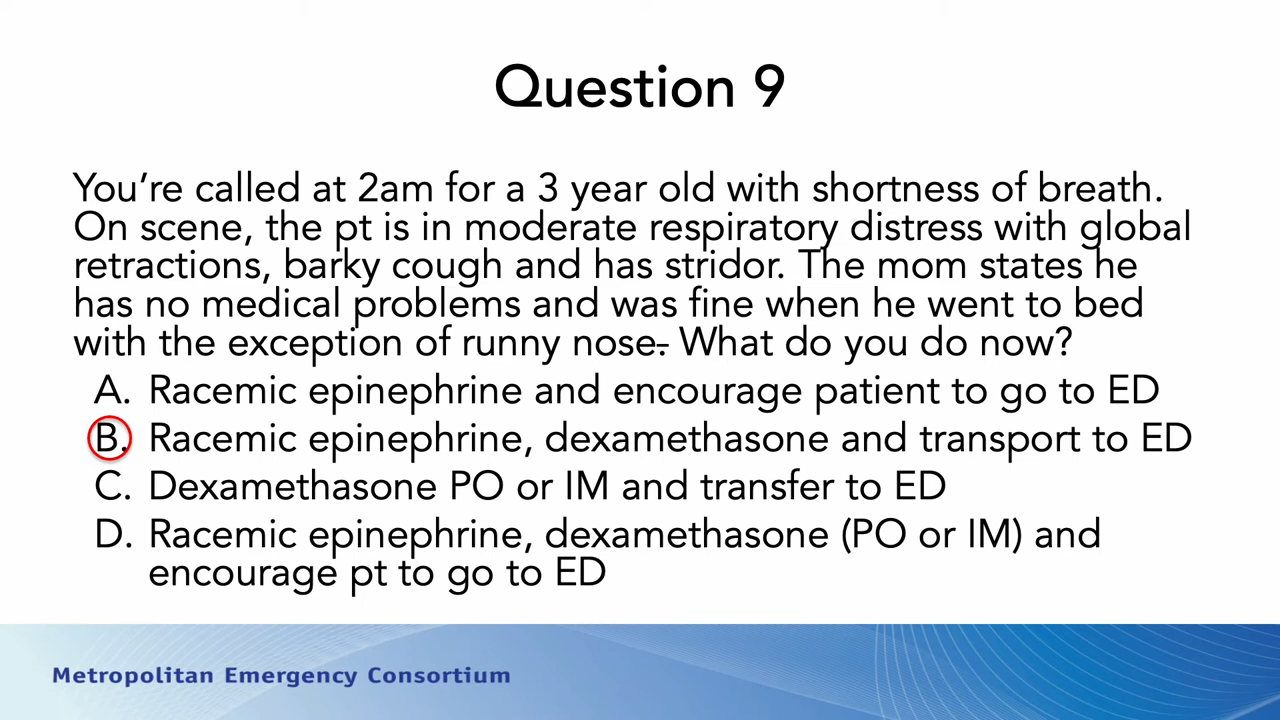 Question 9
You’re called at 2am for a 3 year old with shortness of breath.
On scene, the pt is in moderate respiratory distress with global
retractions, barky cough and has stridor. The mom states he
has no medical problems and was fine when he went to bed
with the exception of runny nose. What do you do now?
A. Racemic epinephrine and encourage patient to go to ED
B. Racemic epinephrine, dexamethasone and transport to ED
C. Dexamethasone PO or IM and transfer to ED
D. Racemic epinephrine, dexamethasone (PO or IM) and
encourage pt to go to ED
Metropolitan Emergency Consortium